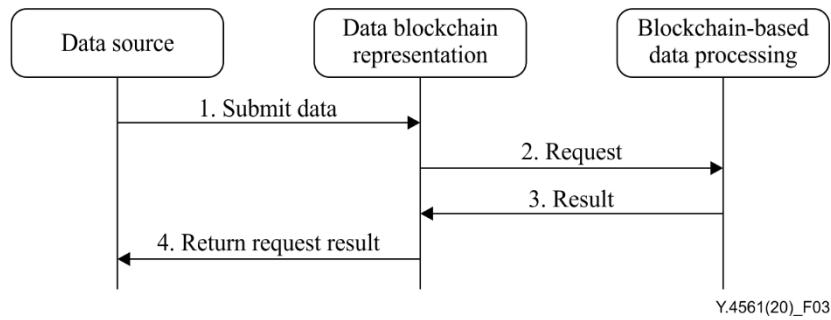 Data source
Data blockchain
representation
Blockchain-based
data processing
1. Submit data
2. Request
3. Result
4. Return request result
Y.4561(20)_F03